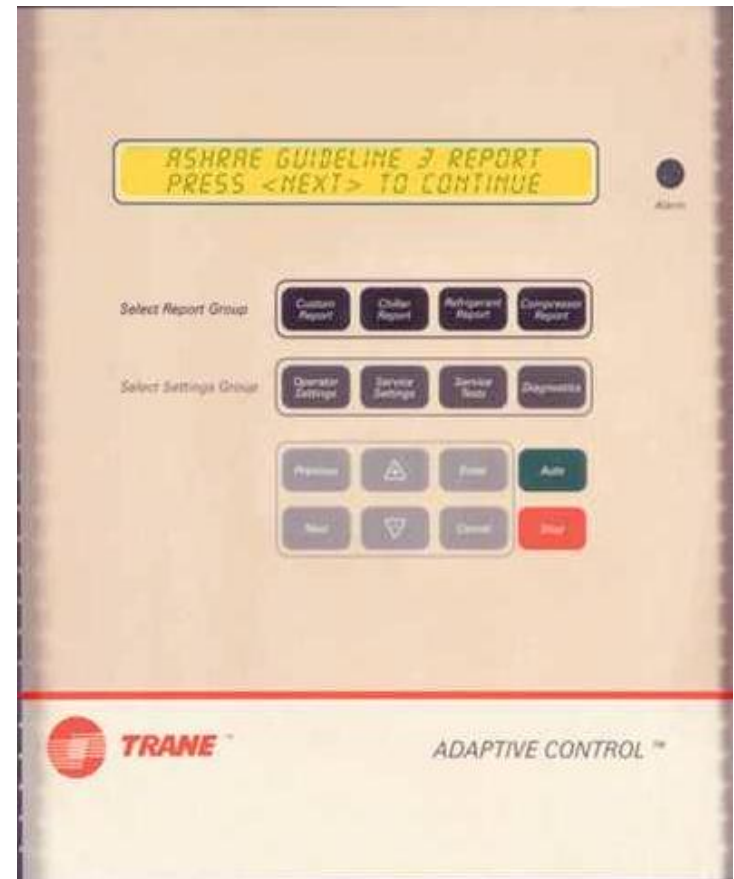 ASHRAE GUIDELINE 3 REPORT
PRESS <NEXT> TO CONTINUE
Alarm
Select Report Group
Custom Report
Chiller Report
Refrigerant Report
Compressor Report
Select Settings Group
Operator Settings
Service Settings
Service Tests
Diagnostics
Previous
Enter
Auto
Next
Cancel
Stop
TRANE ™
ADAPTIVE CONTROL ™